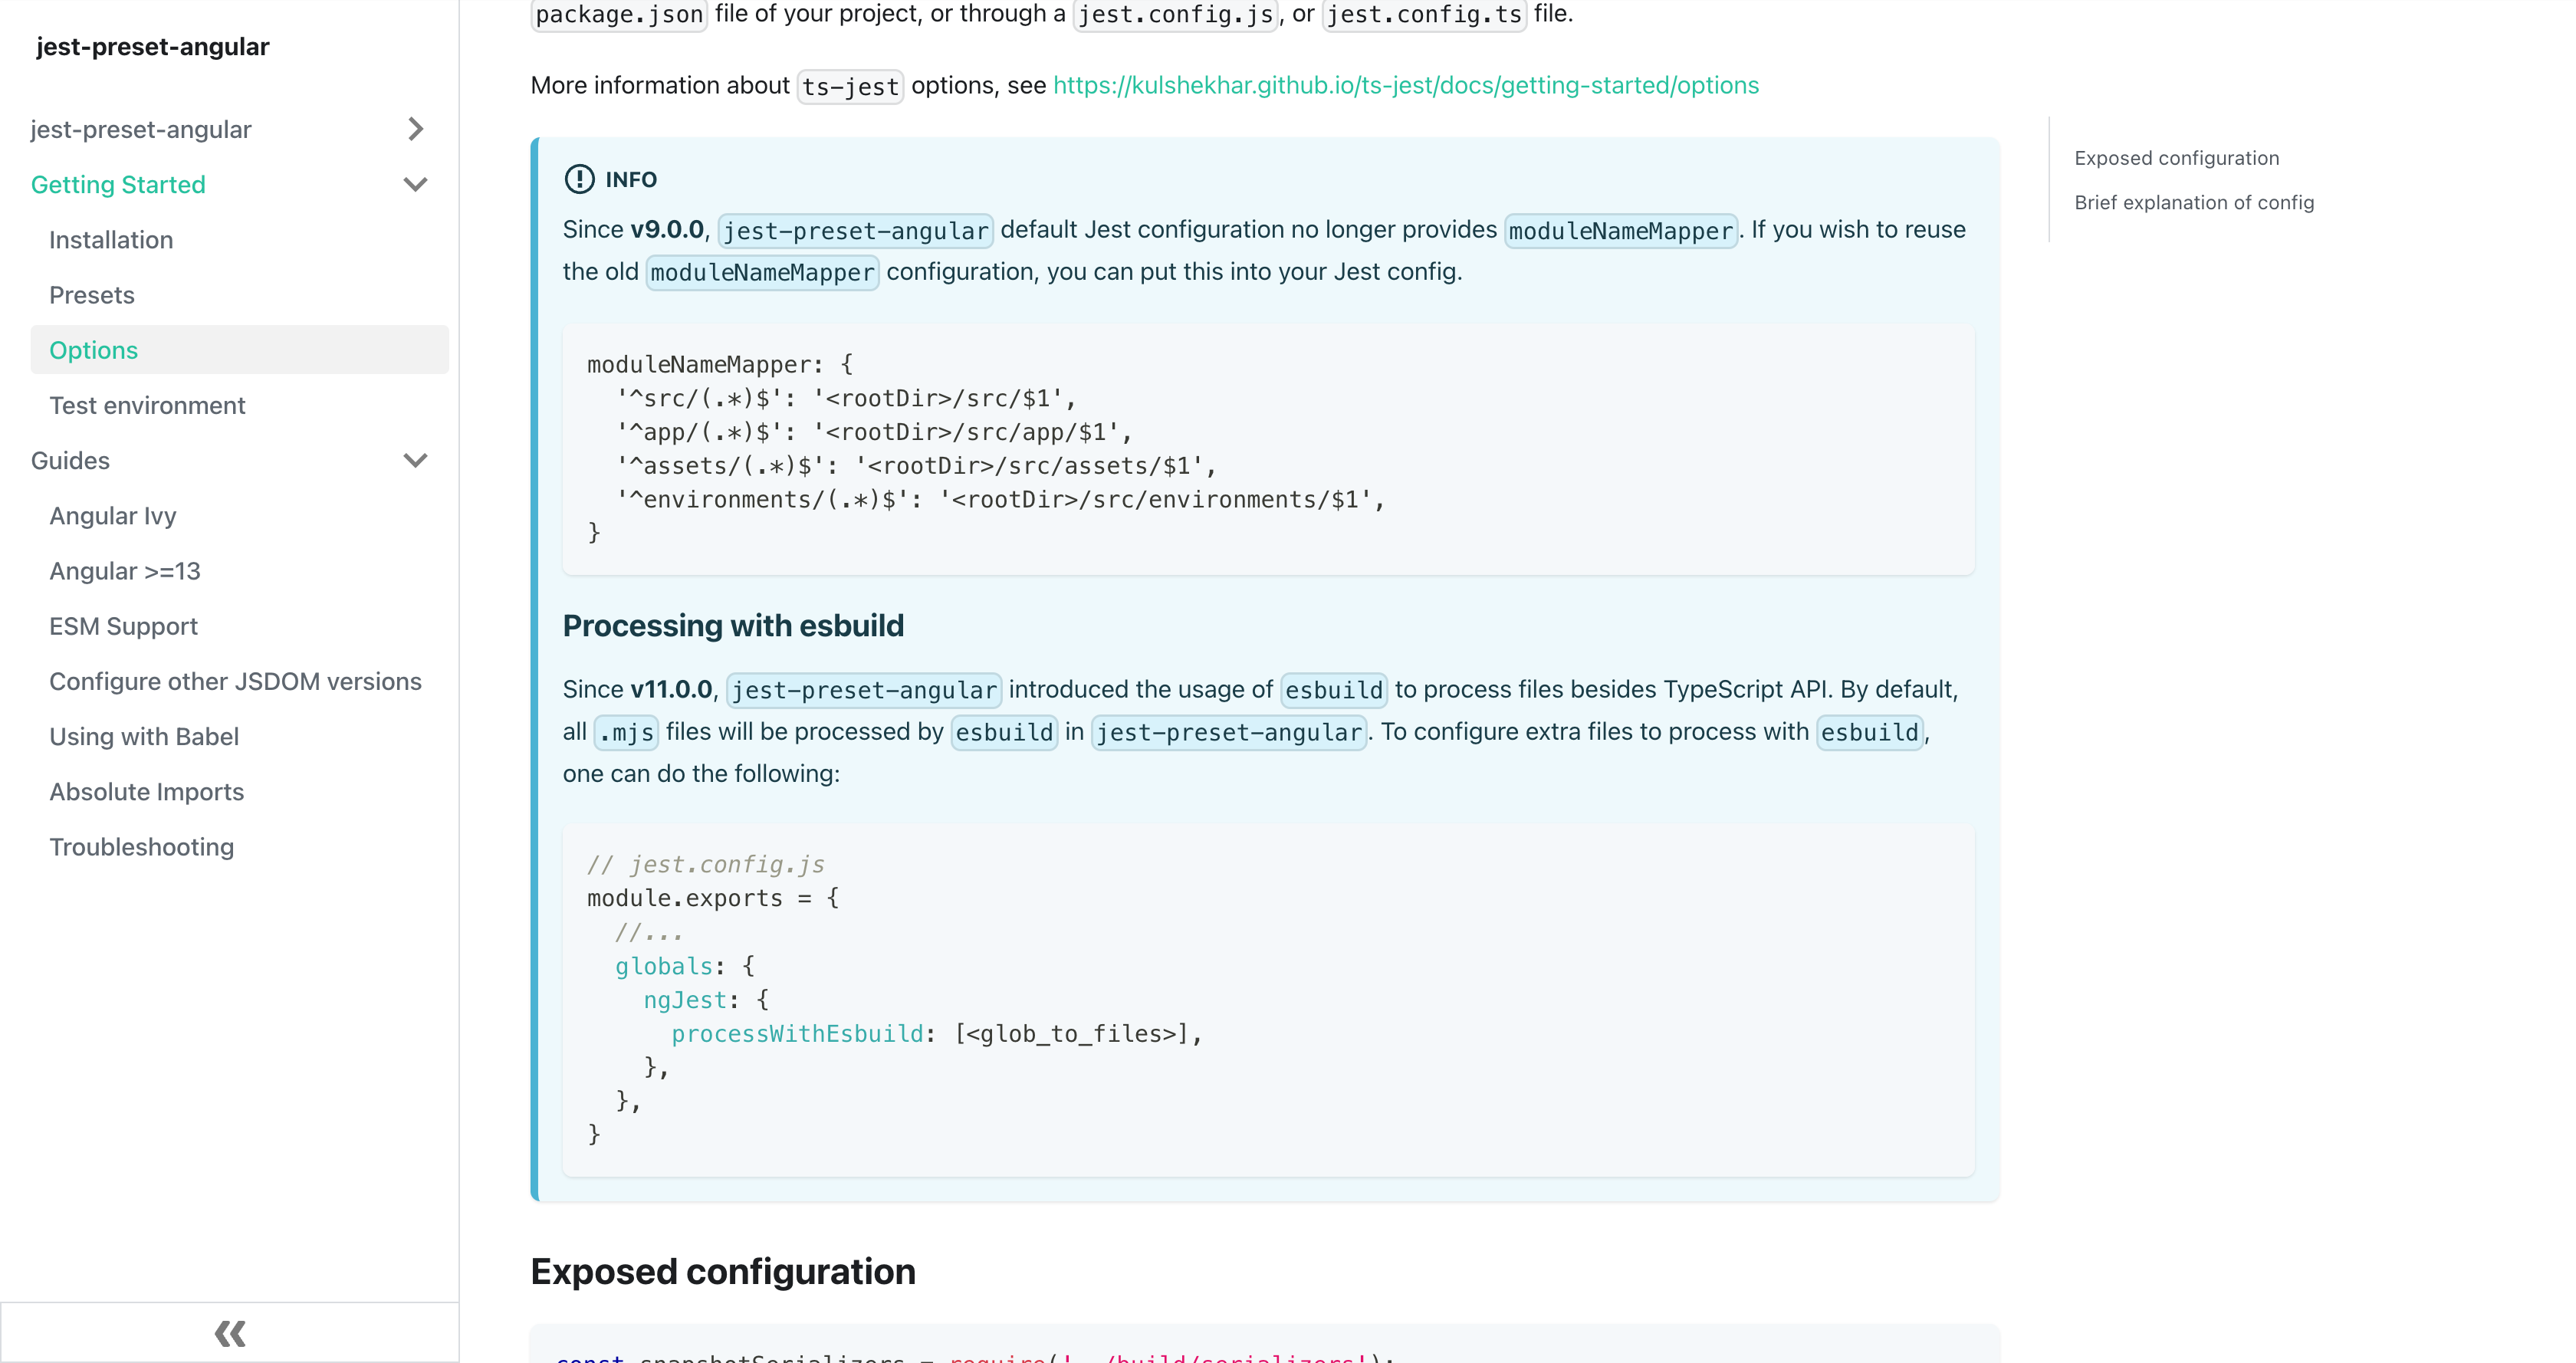 jest-preset-angular
jest-preset-angular
Getting Started
Installation
Presets
Options
Test environment
Guides
Angular Ivy
Angular >=13
ESM Support
Configure other JSDOM versions
Using with Babel
Absolute Imports
Troubleshooting
package.json file of your project, or through a jest.config.js, or jest.config.ts file.
More information about ts-jest options, see https://kulshekhar.github.io/ts-jest/docs/getting-started/options
INFO
Since v9.0.0, jest-preset-angular default Jest configuration no longer provides moduleNameMapper. If you wish to reuse
the old moduleNameMapper configuration, you can put this into your Jest config.
moduleNameMapper: {
  '^src/(.*)$': '<rootDir>/src/$1',
  '^app/(.*)$': '<rootDir>/src/app/$1',
  '^assets/(.*)$': '<rootDir>/src/assets/$1',
  '^environments/(.*)$': '<rootDir>/src/environments/$1',
}
Processing with esbuild
Since v11.0.0, jest-preset-angular introduced the usage of esbuild to process files besides TypeScript API. By default,
all .mjs files will be processed by esbuild in jest-preset-angular. To configure extra files to process with esbuild,
one can do the following:
// jest.config.js
module.exports = {
  //...
  globals: {
    ngJest: {
      processWithEsbuild: [<glob_to_files>],
    },
  },
}
Exposed configuration
const snapshotSerializers = require('../build/serializers');
Exposed configuration
Brief explanation of config